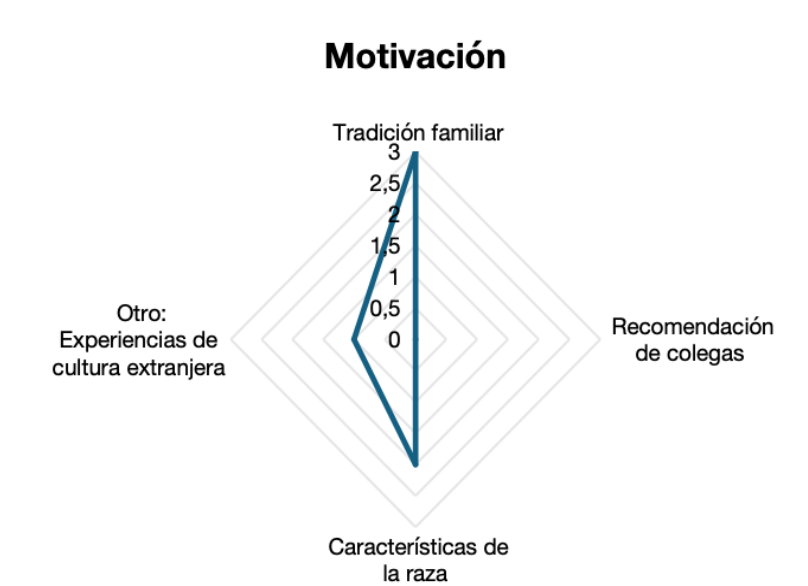 Motivación
Tradición familiar
3
2,5
2
1,5
1
0,5
0
Otro:
Experiencias de
cultura extranjera
Recomendación
de colegas
Características de
la raza